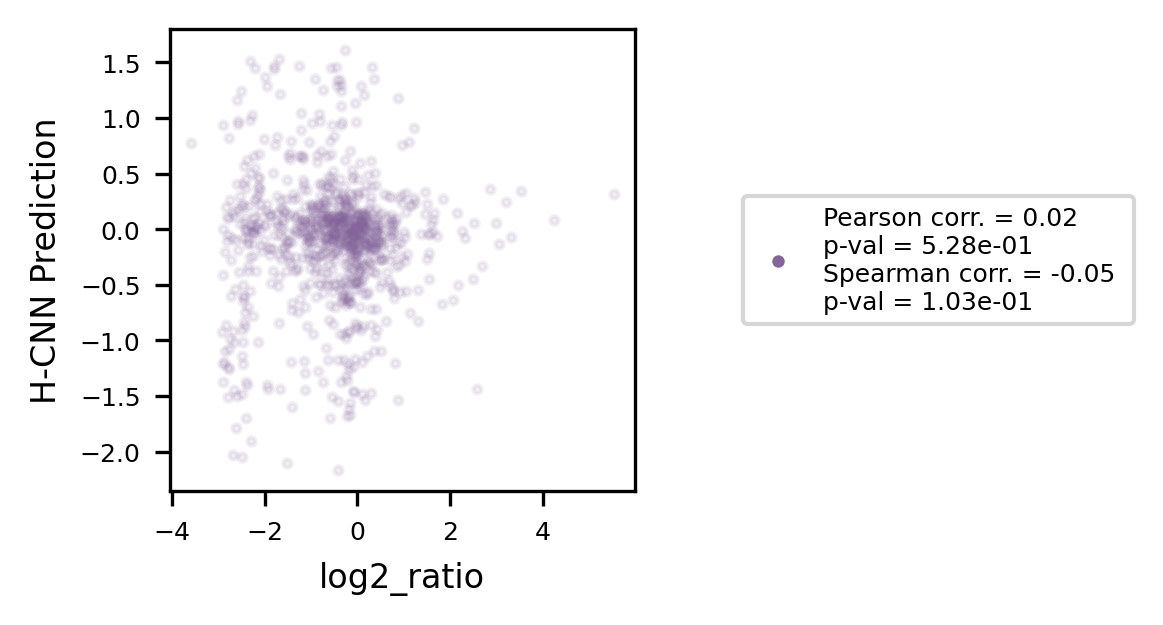 H-CNN Prediction
1.5
1.0
0.5
0.0
−0.5
−1.0
−1.5
−2.0
−4
−2
0
2
4
log2_ratio
Pearson corr. = 0.02
p-val = 5.28e-01
Spearman corr. = -0.05
p-val = 1.03e-01